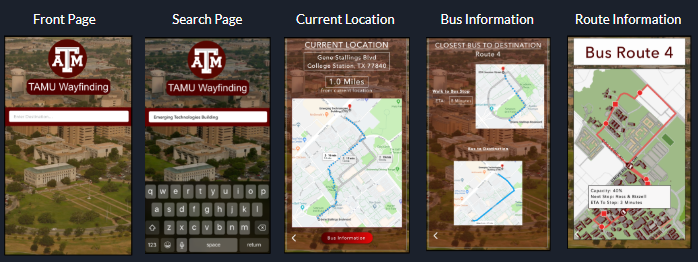 Front Page
Search Page
Current Location
Bus Information
Route Information
ATM
TAMU Wayfinding
Enter Destination...
ATM
TAMU Wayfinding
Emerging Technologies Building
q w e r t y u i o p
a s d f g h j k l
z x c v b n m
123
space
return
CURRENT LOCATION
Gene Stallings Blvd
College Station, TX 77840
1.0 Miles
from current location
Bus Information
CLOSEST BUS TO DESTINATION
Route 4
Walk to Bus Stop
ETA: 9 Minutes
Bus to Destination
Bus Route 4
Capacity: 40%
Next Stop: Ross & Bizzell
ETA To Stop: 2 Minutes